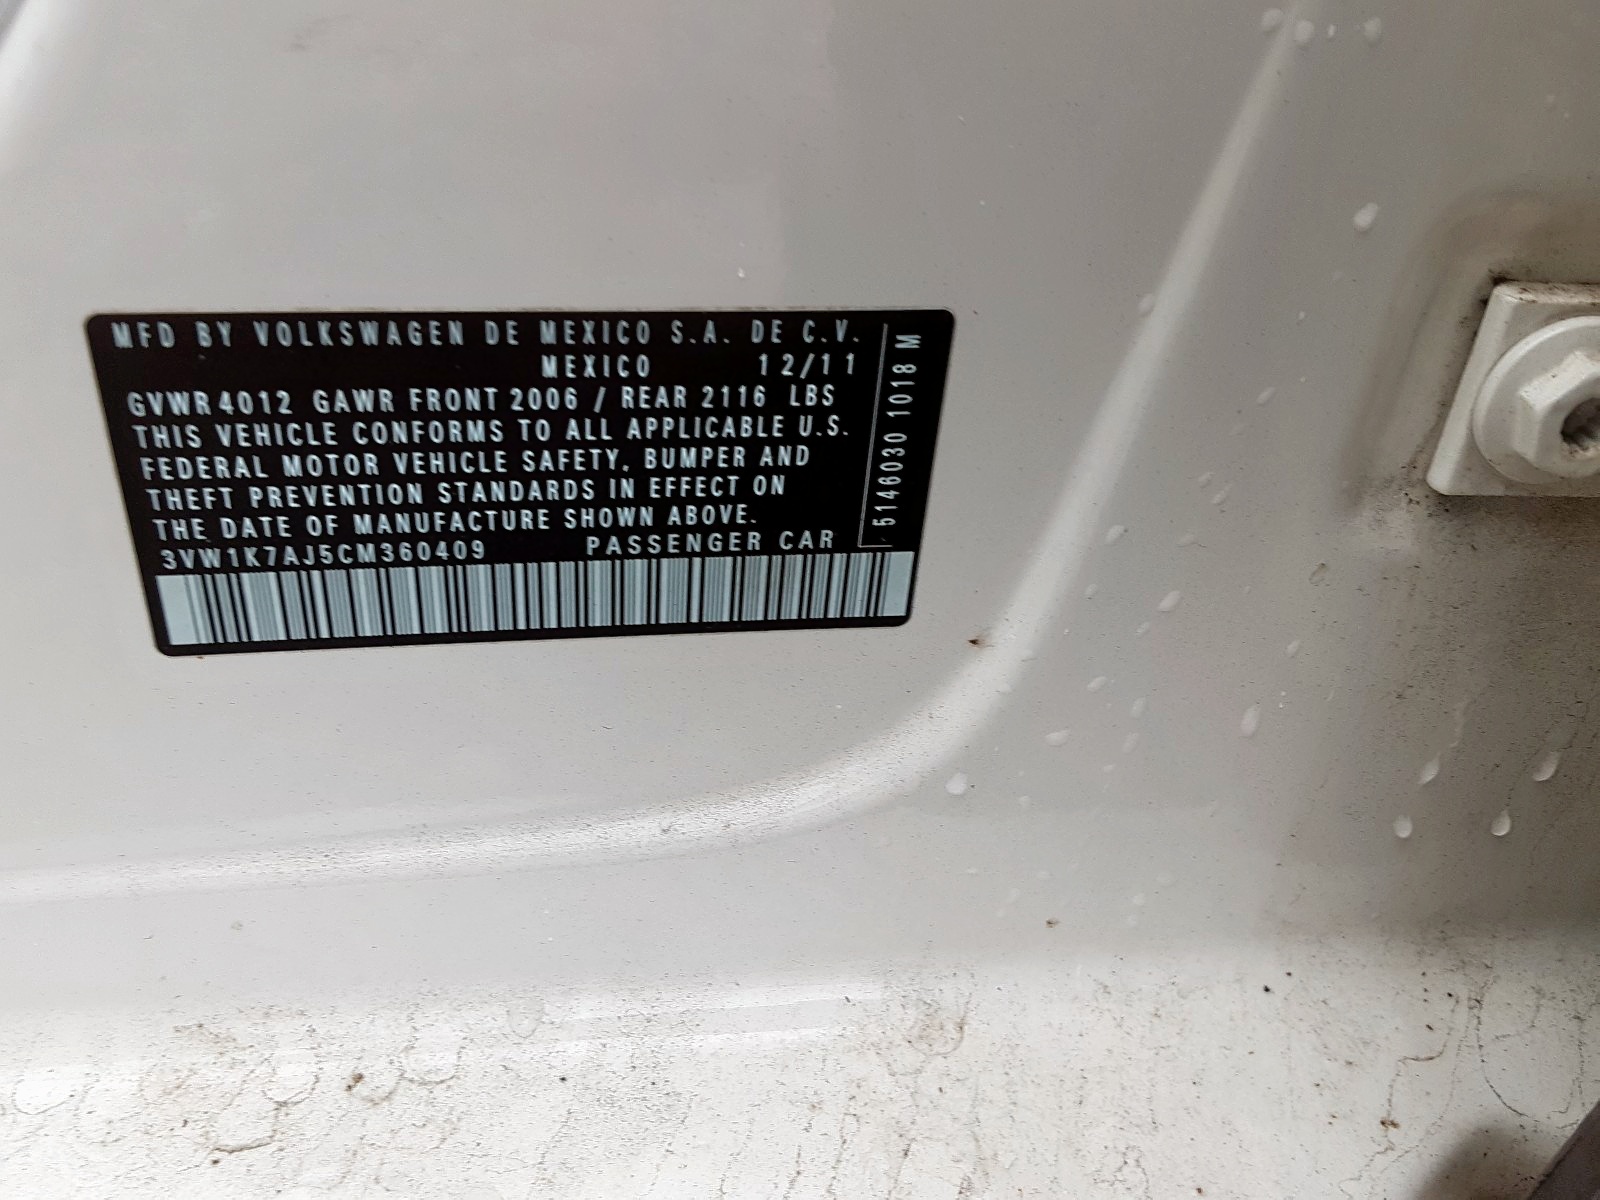 MFD BY VOLKSWAGEN DE MEXICO S.A. DE C.V.
MEXICO 12/11
GVWR 4012 GAWR FRONT 2006 / REAR 2116 LBS
THIS VEHICLE CONFORMS TO ALL APPLICABLE U.S.
FEDERAL MOTOR VEHICLE SAFETY, BUMPER AND
THEFT PREVENTION STANDARDS IN EFFECT ON
THE DATE OF MANUFACTURE SHOWN ABOVE.
3VW1K7AJ5CM360409 PASSENGER CAR
5146030 1018 M